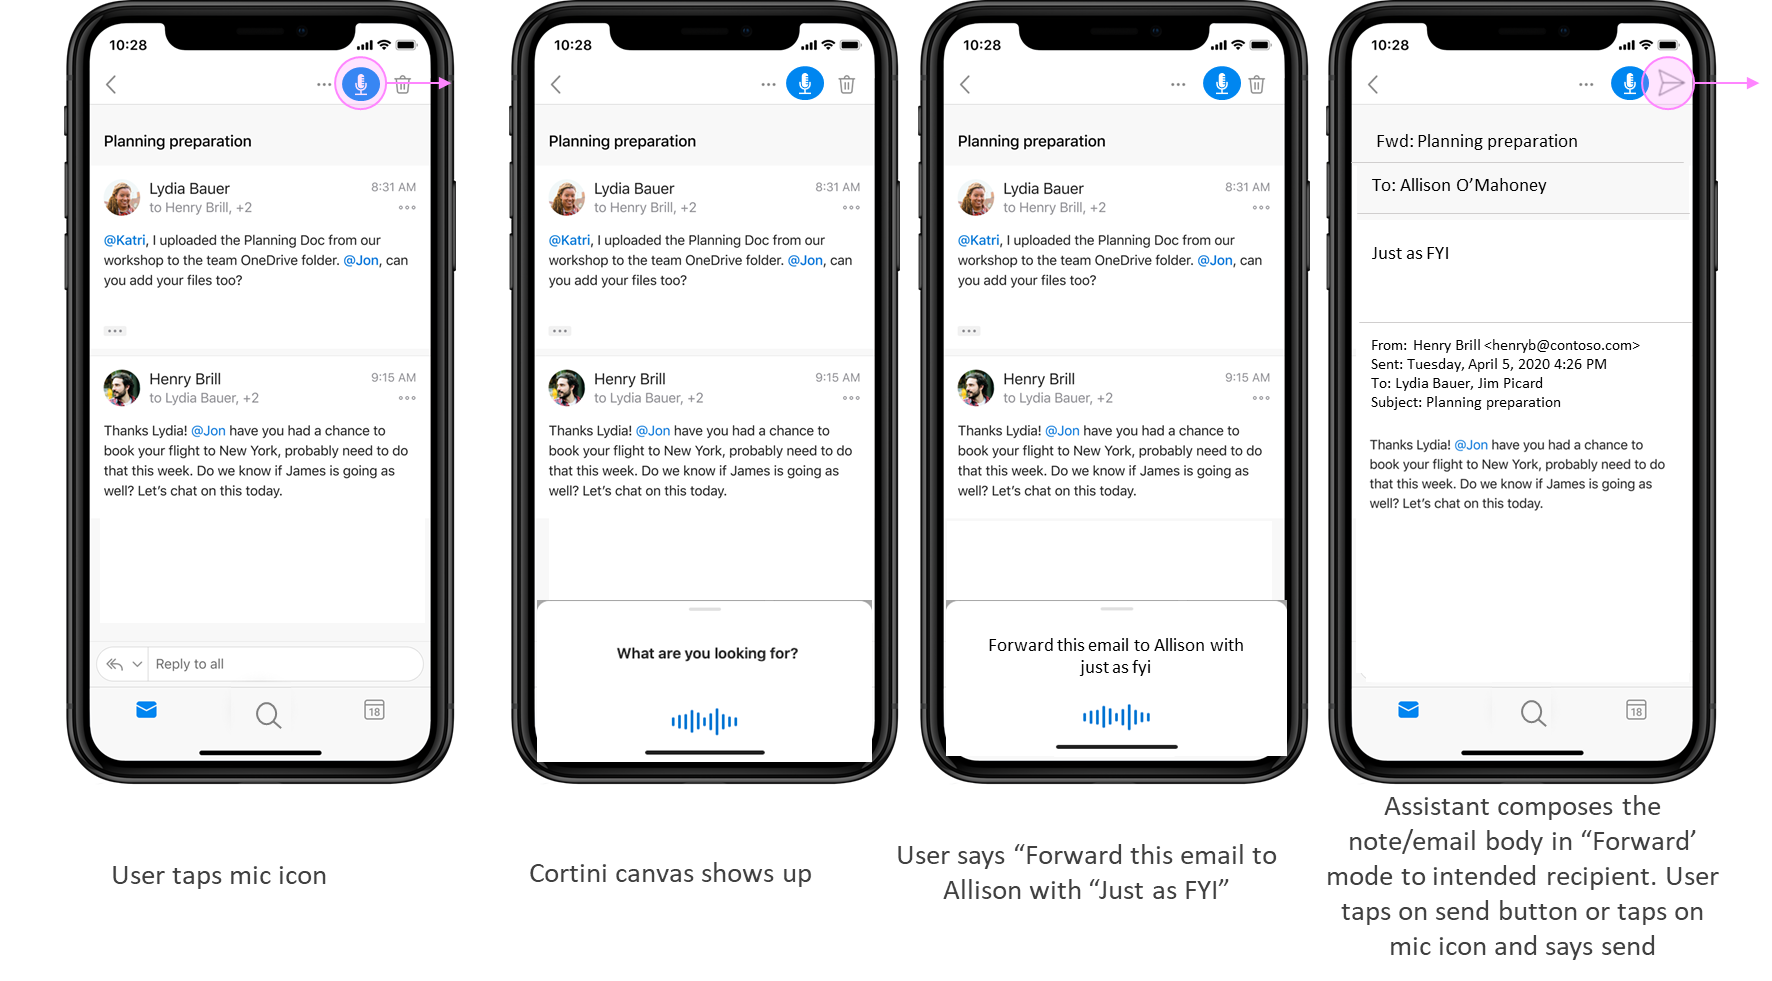 10:28
Planning preparation
Lydia Bauer
8:31 AM
to Henry Brill, +2
@Katri, I uploaded the Planning Doc from our
workshop to the team OneDrive folder. @Jon, can
you add your files too?
Henry Brill
9:15 AM
to Lydia Bauer, +2
Thanks Lydia! @Jon have you had a chance to
book your flight to New York, probably need to do
that this week. Do we know if James is going as
well? Let's chat on this today.
Reply to all
18
User taps mic icon
10:28
Planning preparation
Lydia Bauer
8:31 AM
to Henry Brill, +2
@Katri, I uploaded the Planning Doc from our
workshop to the team OneDrive folder. @Jon, can
you add your files too?
Henry Brill
9:15 AM
to Lydia Bauer, +2
Thanks Lydia! @Jon have you had a chance to
book your flight to New York, probably need to do
that this week. Do we know if James is going as
well? Let's chat on this today.
What are you looking for?
Cortini canvas shows up
10:28
Planning preparation
Lydia Bauer
8:31 AM
to Henry Brill, +2
@Katri, I uploaded the Planning Doc from our
workshop to the team OneDrive folder. @Jon, can
you add your files too?
Henry Brill
9:15 AM
to Lydia Bauer, +2
Thanks Lydia! @Jon have you had a chance to
book your flight to New York, probably need to do
that this week. Do we know if James is going as
well? Let's chat on this today.
Forward this email to Allison with
just as fyi
User says “Forward this email to
Allison with “Just as FYI”
10:28
Fwd: Planning preparation
To: Allison O’Mahoney
Just as FYI
From: Henry Brill <henryb@contoso.com>
Sent: Tuesday, April 5, 2020 4:26 PM
To: Lydia Bauer, Jim Picard
Subject: Planning preparation
Thanks Lydia! @Jon have you had a chance to
book your flight to New York, probably need to do
that this week. Do we know if James is going as
well? Let's chat on this today.
18
Assistant composes the
note/email body in “Forward’
mode to intended recipient. User
taps on send button or taps on
mic icon and says send